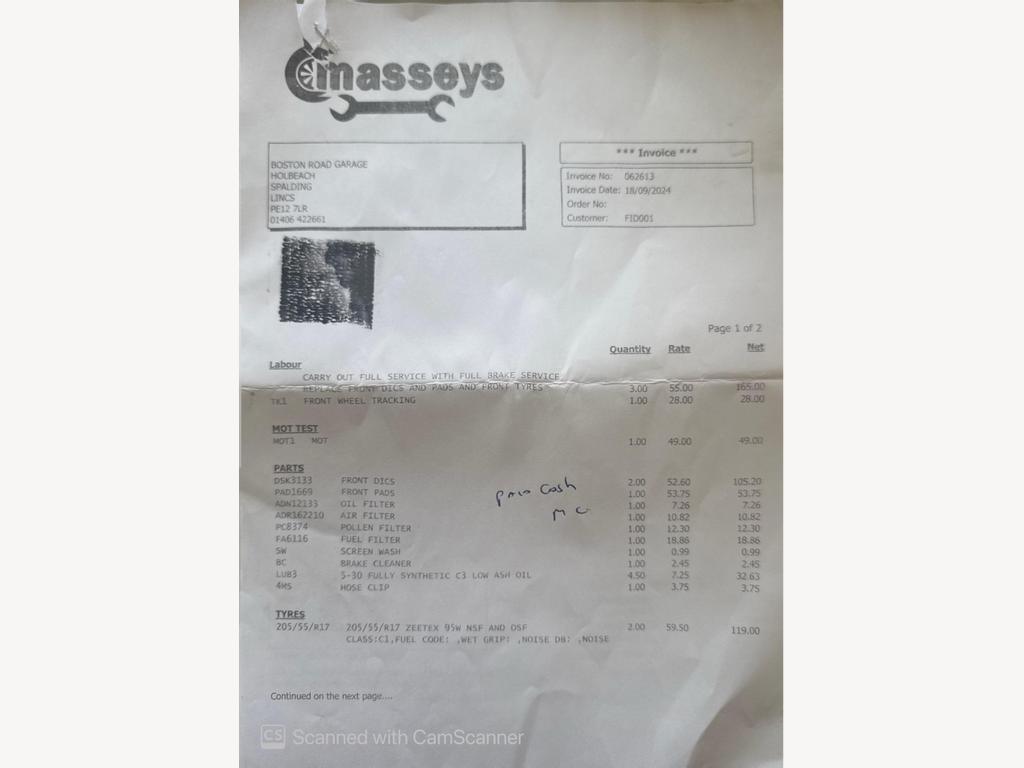 masseys
BOSTON ROAD GARAGE
HOLBEACH
SPALDING
LINCS
PE12 7LR
01406 422661
*** Invoice ***
Invoice No: 062613
Invoice Date: 18/09/2024
Order No:
Customer: FID001
Page 1 of 2
Quantity Rate Net
Labour
CARRY OUT FULL SERVICE WITH FULL BRAKE SERVICE
REPLACE FRONT DICS AND PADS AND FRONT TYRES 3.00 55.00 165.00
TK1 FRONT WHEEL TRACKING 1.00 28.00 28.00
MOT TEST
MOT1 MOT 1.00 49.00 49.00
PARTS
DSK3133 FRONT DICS 2.00 52.60 105.20
PAD1669 FRONT PADS 1.00 53.75 53.75
ADN12133 OIL FILTER 1.00 7.26 7.26
ADR162210 AIR FILTER 1.00 10.82 10.82
PC8374 POLLEN FILTER 1.00 12.30 12.30
FA6116 FUEL FILTER 1.00 18.86 18.86
SW SCREEN WASH 1.00 0.99 0.99
BC BRAKE CLEANER 1.00 2.45 2.45
LUB3 5-30 FULLY SYNTHETIC C3 LOW ASH OIL 4.50 7.25 32.63
4HS HOSE CLIP 1.00 3.75 3.75
PAID Cash
TYRES
205/55/R17 205/55/R17 ZEETEX 95W NSF AND OSF 2.00 59.50 119.00
CLASS:C1,FUEL CODE: ,WET GRIP: ,NOISE DB: ,NOISE
Continued on the next page....
CS Scanned with CamScanner